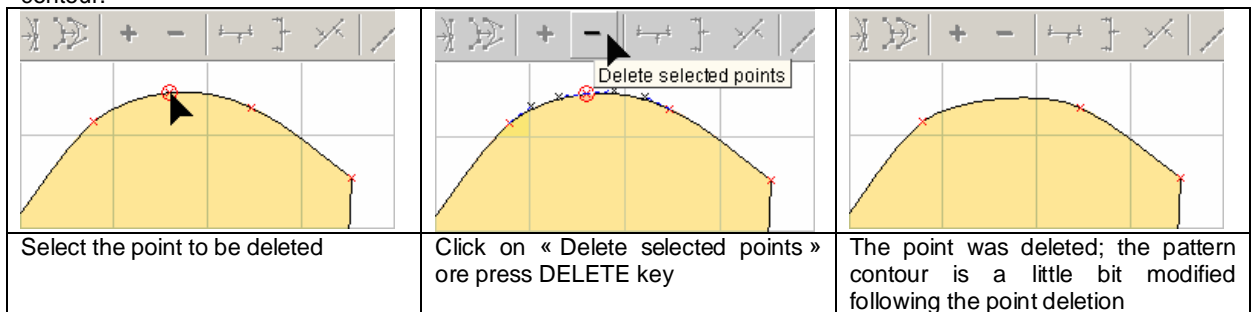 contour.
Delete selected points
Select the point to be deleted
Click on « Delete selected points »
ore press DELETE key
The point was deleted; the pattern
contour is a little bit modified
following the point deletion